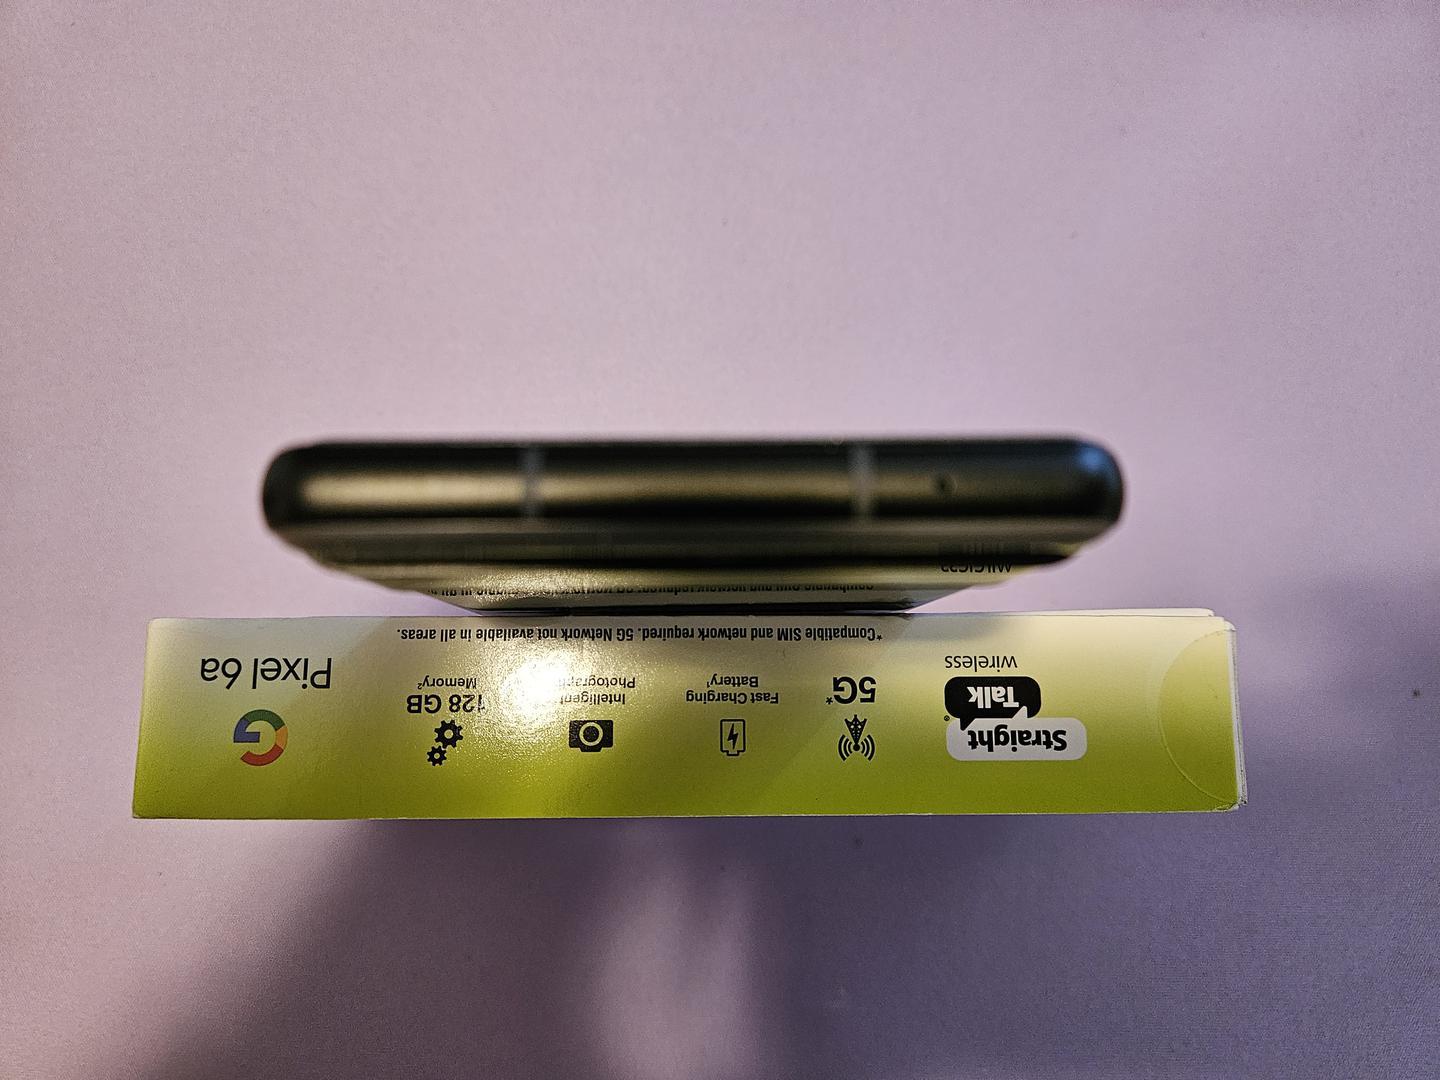 Straight
Talk
wireless
5G*
Fast Charging
Battery¹
Intelligent
128 GB
Memory²
Pixel 6a
*Compatible SIM and network required. 5G Network not available in all areas.